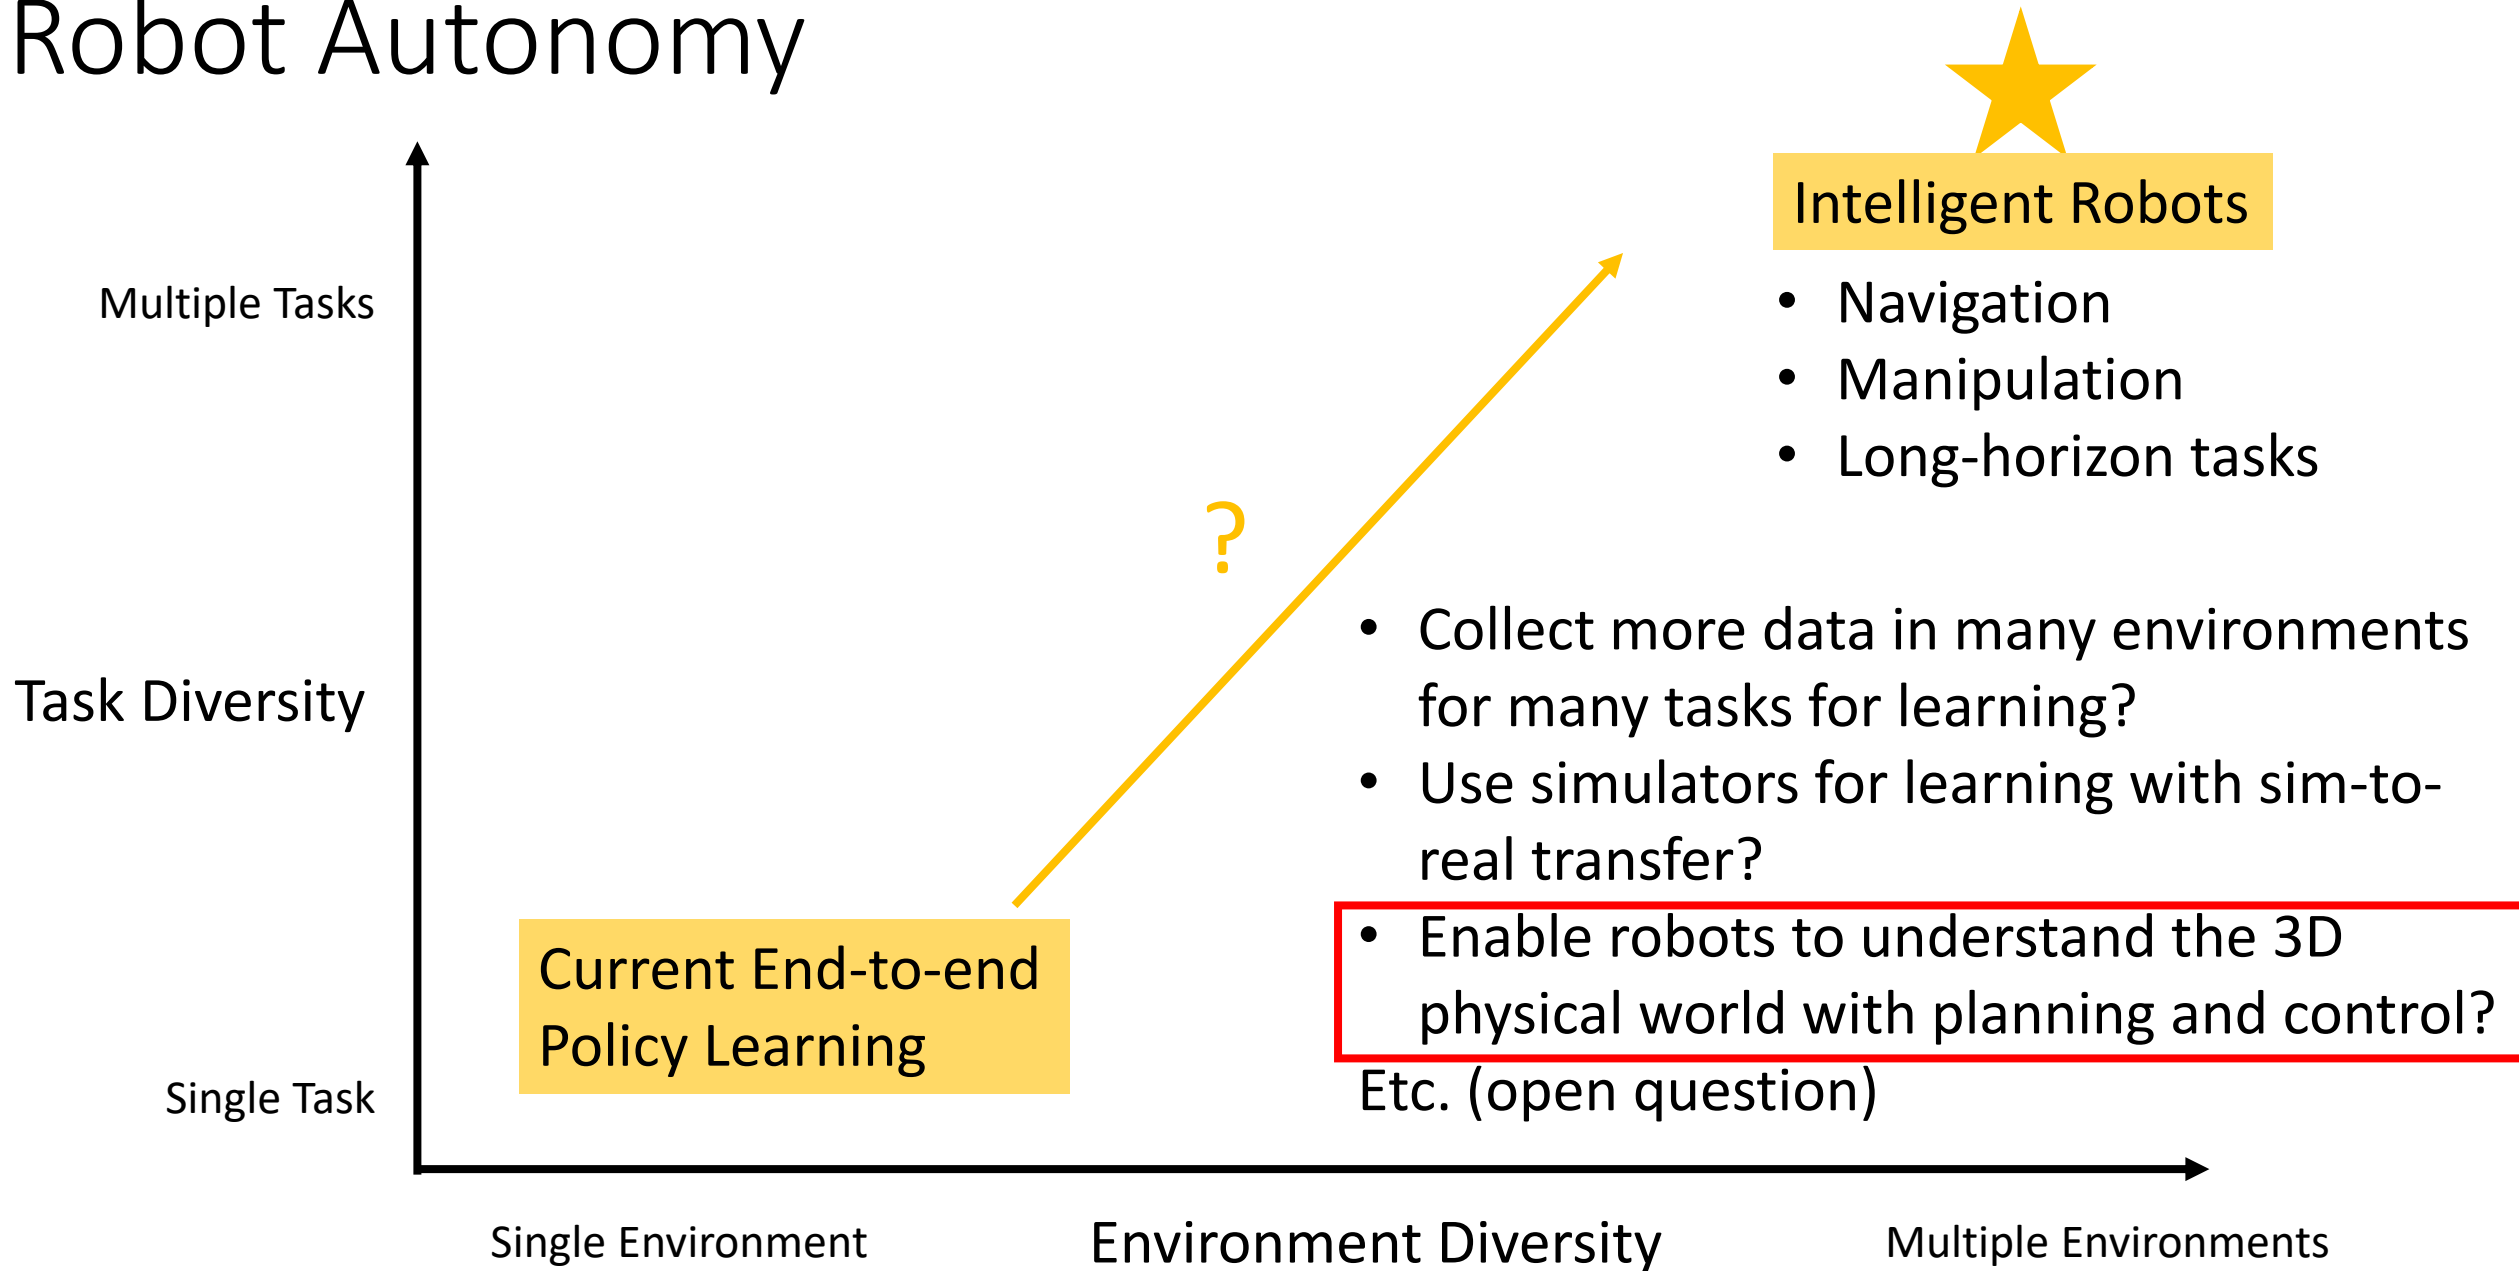 Robot Autonomy
Intelligent Robots
• Navigation
• Manipulation
• Long-horizon tasks
Multiple Tasks
?
• Collect more data in many environments
for many tasks for learning?
• Use simulators for learning with sim-to-
real transfer?
• Enable robots to understand the 3D
physical world with planning and control?
Etc. (open question)
Task Diversity
Current End-to-end
Policy Learning
Single Task
Single Environment
Environment Diversity
Multiple Environments